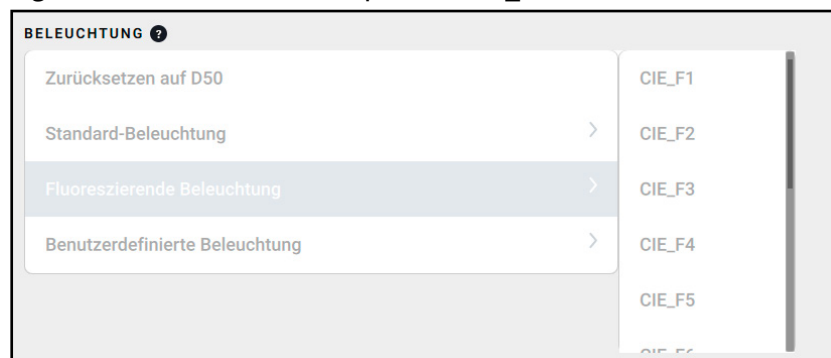 BELEUCHTUNG ?
Zurücksetzen auf D50
Standard-Beleuchtung
Fluoreszierende Beleuchtung
Benutzerdefinierte Beleuchtung
CIE_F1
CIE_F2
CIE_F3
CIE_F4
CIE_F5